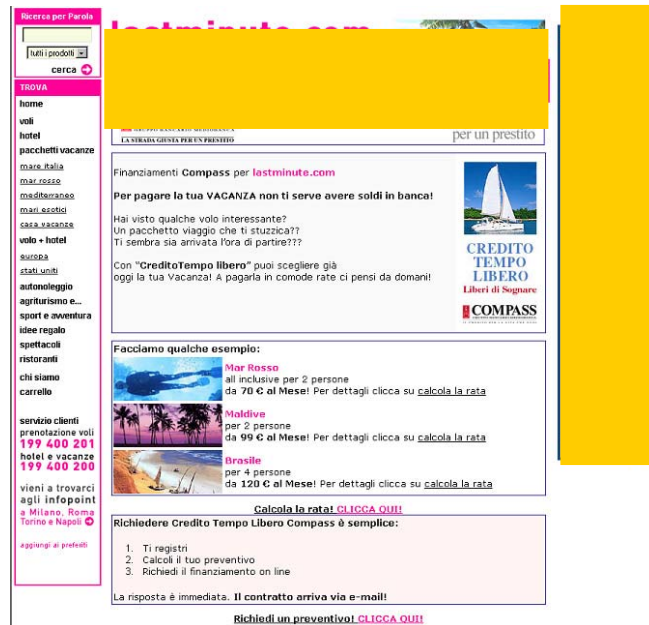 Ricerca per Parola
tutti i prodotti
cerca
TROVA
home
voli
hotel
pacchetti vacanze
mare italia
mar rosso
mediterraneo
mari esotici
casa vacanze
volo + hotel
europa
stati uniti
autonoleggio
agriturismo e...
sport e avventura
idee regalo
spettacoli
ristoranti
chi siamo
carrello
servizio clienti
prenotazione voli
199 400 201
hotel e vacanze
199 400 200
vieni a trovarci
agli infopoint
a Milano, Roma
Torino e Napoli
aggiungi ai preferiti
lastminute.com
LA STRADA GIUSTA PER UN PRESTITO
per un prestito
Finanziamenti Compass per lastminute.com
Per pagare la tua VACANZA non ti serve avere soldi in banca!
Hai visto qualche volo interessante?
Un pacchetto viaggio che ti stuzzica??
Ti sembra sia arrivata l'ora di partire???
Con "CreditoTempo libero" puoi scegliere già
oggi la tua Vacanza! A pagarla in comode rate ci pensi da domani!
CREDITO
TEMPO
LIBERO
Liberi di Sognare
COMPASS
Facciamo qualche esempio:
Mar Rosso
all inclusive per 2 persone
da 70 € al Mese! Per dettagli clicca su calcola la rata
Maldive
per 2 persone
da 99 € al Mese! Per dettagli clicca su calcola la rata
Brasile
per 4 persone
da 120 € al Mese! Per dettagli clicca su calcola la rata
Calcola la rata! CLICCA QUI!
Richiedere Credito Tempo Libero Compass è semplice:
1. Ti registri
2. Calcoli il tuo preventivo
3. Richiedi il finanziamento on line
La risposta è immediata. Il contratto arriva via e-mail!
Richiedi un preventivo! CLICCA QUI!